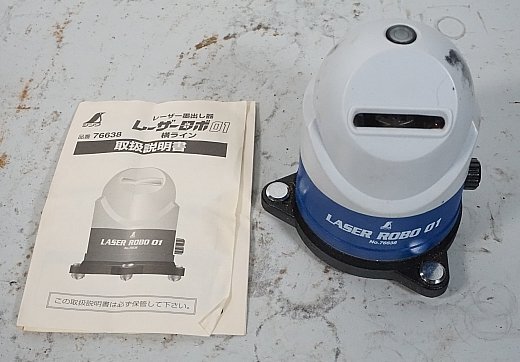 レーザー墨出し器
レーザーロボ01
横ライン
品番 76638
取扱説明書
LASER ROBO 01
この取扱説明書は必ず保管して下さい。
LASER ROBO 01
No.76638